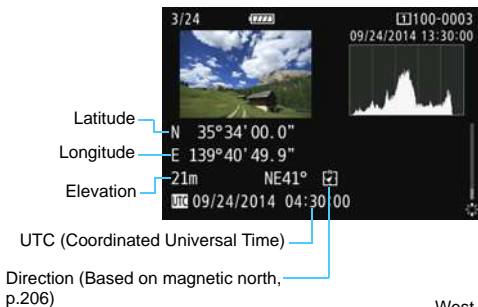 3/24
1 100-0003
09/24/2014 13:30:00
Latitude
N 35°34'00.0"
Longitude
E 139°40'49.9"
Elevation
21m NE41°
UTC 09/24/2014 04:30:00
UTC (Coordinated Universal Time)
Direction (Based on magnetic north,
p.206)
West